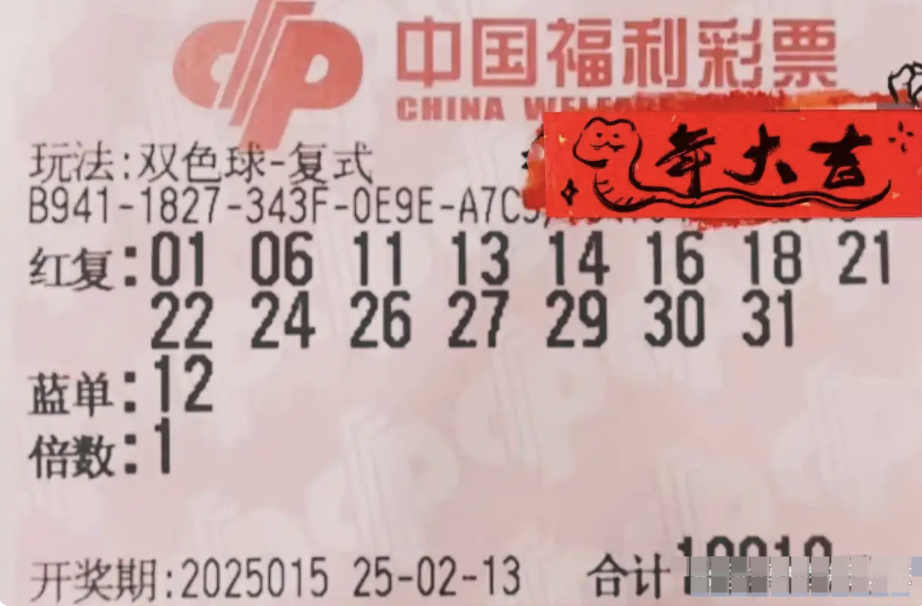 中国福利彩票
CHINA WELFARE
年大吉
玩法:双色球-复式
B941-1827-343F-0E9E-A7C
红复:01 06 11 13 14 16 18 21
22 24 26 27 29 30 31
蓝单:12
倍数:1
开奖期:2025015 25-02-13 合计